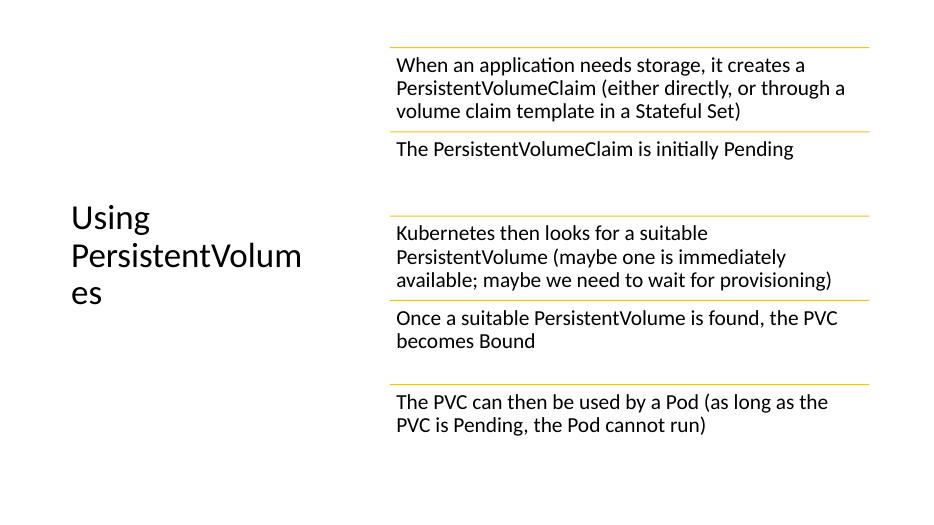 Using
PersistentVolum
es
When an application needs storage, it creates a
PersistentVolumeClaim (either directly, or through a
volume claim template in a Stateful Set)
The PersistentVolumeClaim is initially Pending
Kubernetes then looks for a suitable
PersistentVolume (maybe one is immediately
available; maybe we need to wait for provisioning)
Once a suitable PersistentVolume is found, the PVC
becomes Bound
The PVC can then be used by a Pod (as long as the
PVC is Pending, the Pod cannot run)